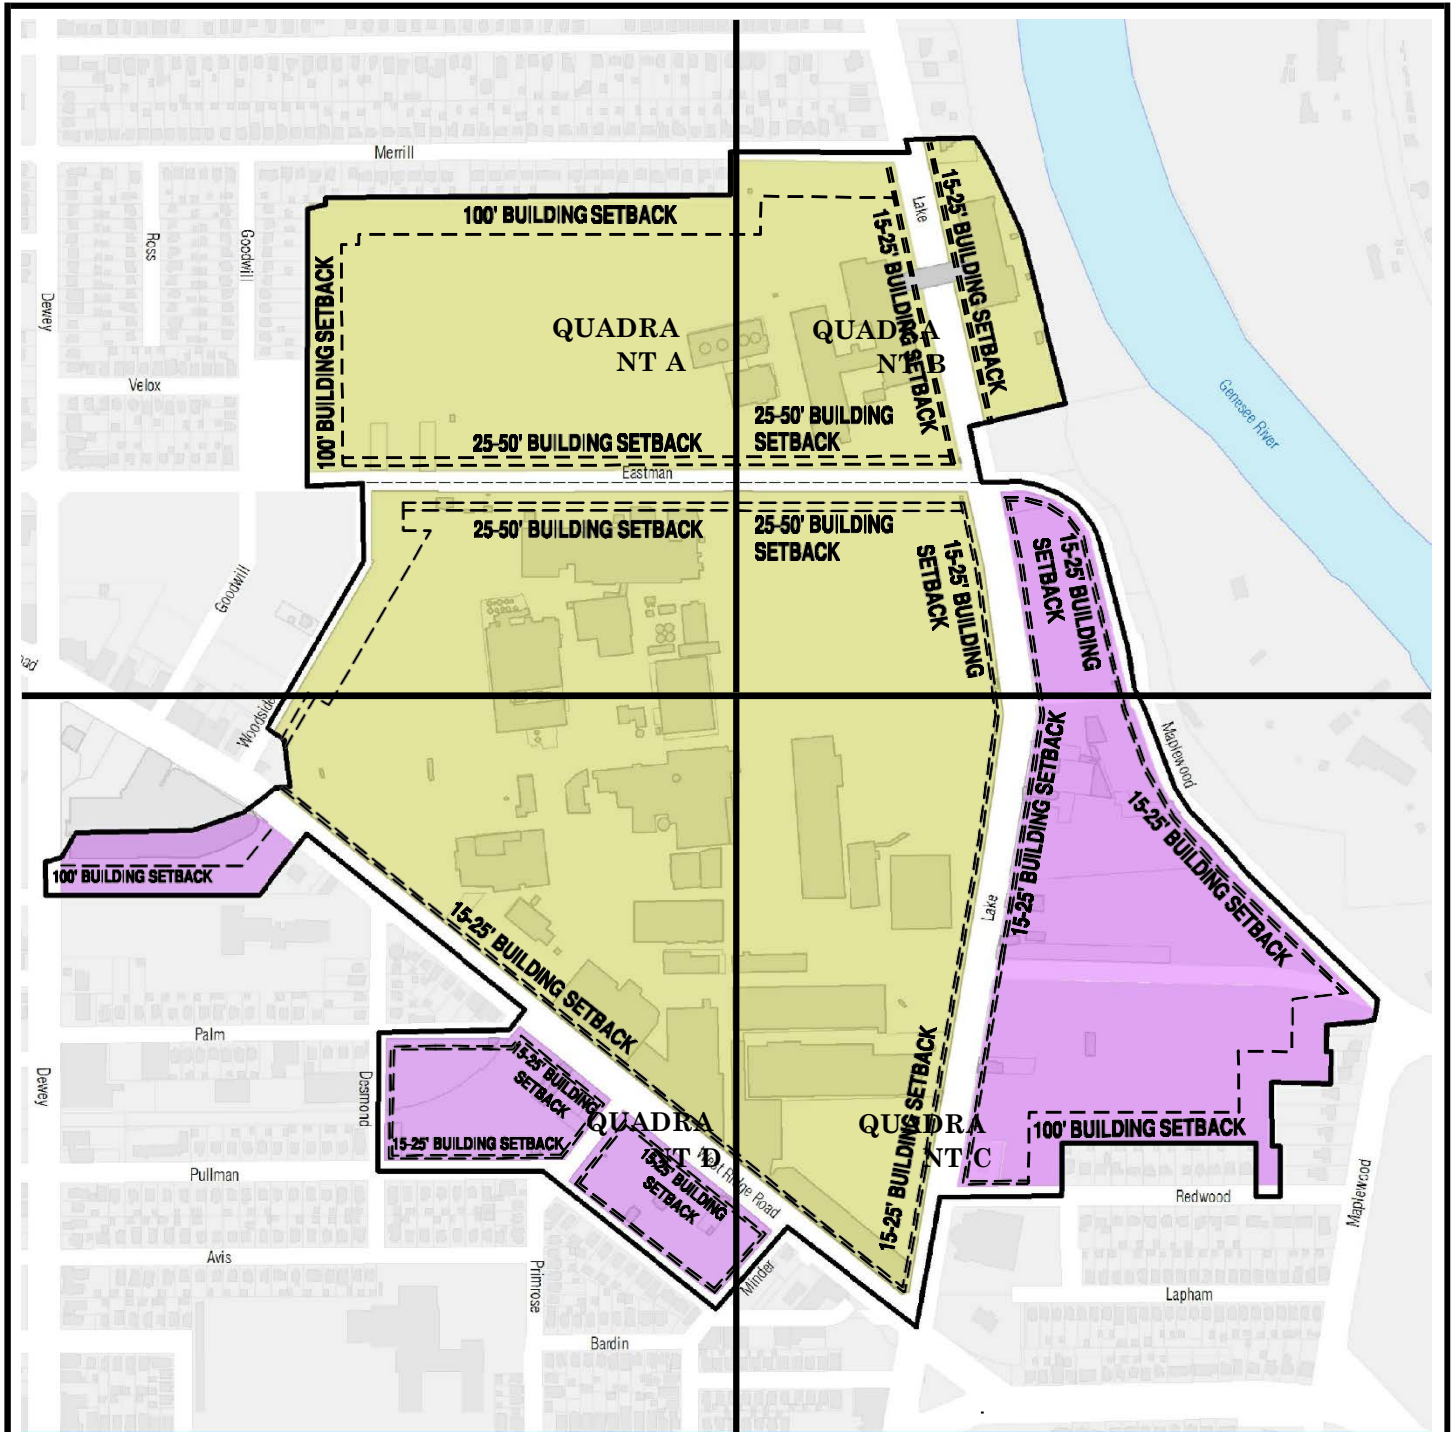 Merrill
Lake
100' BUILDING SETBACK
15-25' BUILDING SETBACK
15-25' BUILDING SETBACK
Ross
Goodwill
Dewey
100' BUILDING SETBACK
QUADRA
NT A
QUADRA
NT B
Velox
Genesee River
25-50' BUILDING SETBACK
25-50' BUILDING
SETBACK
Eastman
25-50' BUILDING SETBACK
25-50' BUILDING
SETBACK
15-25' BUILDING
SETBACK
15-25' BUILDING
SETBACK
Goodwill
oad
Woodside
Maplewood
15-25' BUILDING SETBACK
15-25' BUILDING SETBACK
100' BUILDING SETBACK
Lake
15-25' BUILDING SETBACK
Palm
Dewey
Desmond
15-25' BUILDING
SETBACK
15-25' BUILDING SETBACK
QUADRA
NT D
QUADRA
NT C
15-25' BUILDING SETBACK
100' BUILDING SETBACK
15-25' BUILDING
SETBACK
West Ridge Road
Pullman
Redwood
Maplewood
Avis
Primrose
Minder
Lapham
Bardin